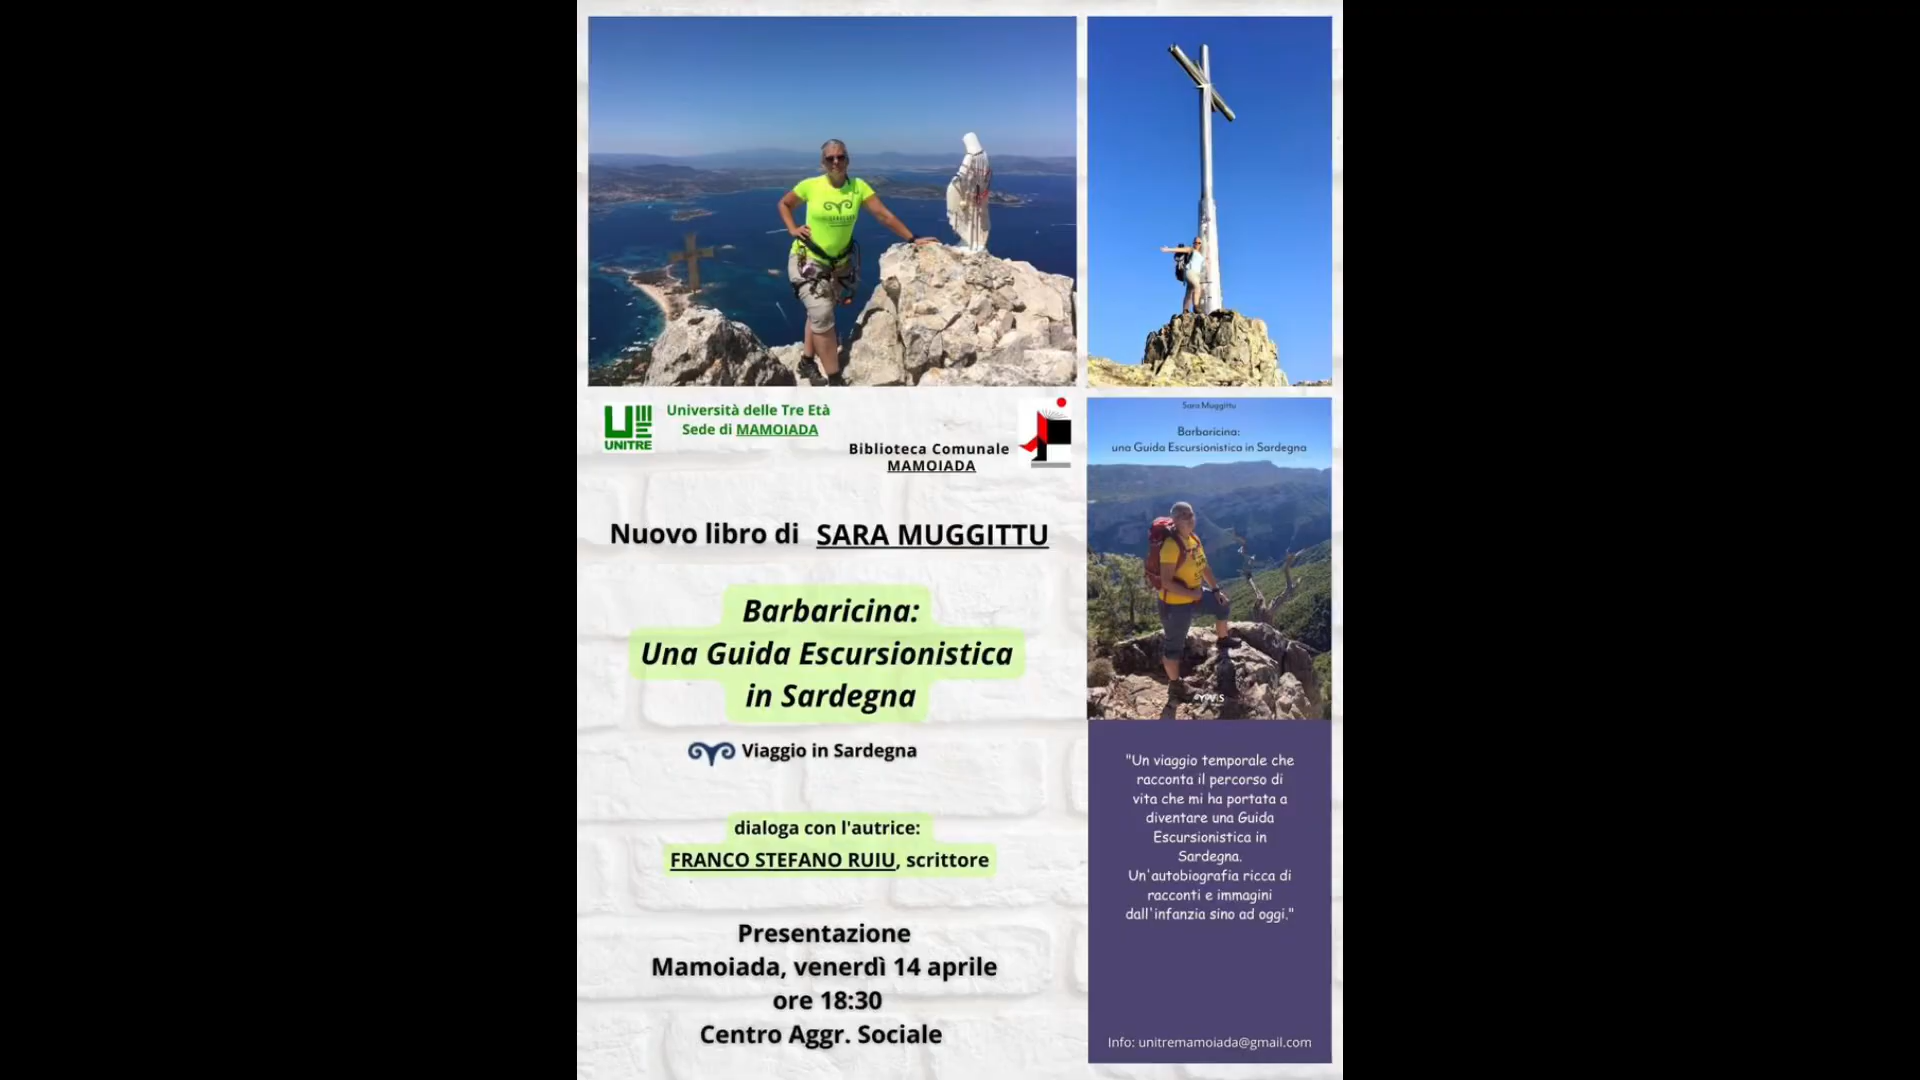 Università delle Tre Età
Sede di MAMOIADA
UNITRE
Biblioteca Comunale
MAMOIADA
Nuovo libro di SARA MUGGITTU
Barbaricina:
Una Guida Escursionistica
in Sardegna
Viaggio in Sardegna
dialoga con l'autrice:
FRANCO STEFANO RUIU, scrittore
Presentazione
Mamoiada, venerdì 14 aprile
ore 18:30
Centro Aggr. Sociale
Sara Muggittu
Barbaricina:
una Guida Escursionistica in Sardegna
"Un viaggio temporale che
racconta il percorso di
vita che mi ha portata a
diventare una Guida
Escursionistica in
Sardegna.
Un'autobiografia ricca di
racconti e immagini
dall'infanzia sino ad oggi."
Info: unitremamoiada@gmail.com